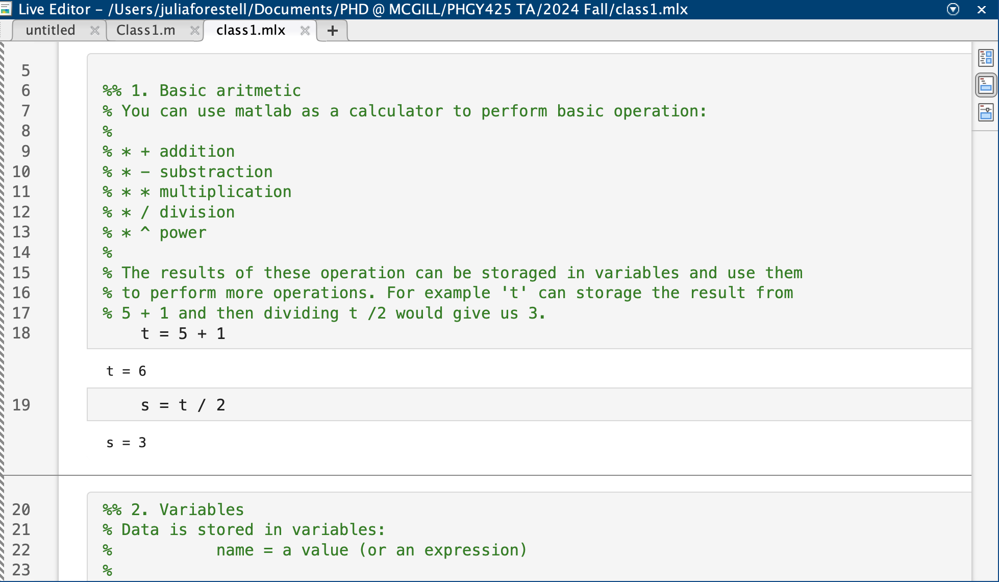 Live Editor – /Users/juliaforestell/Documents/PHD @ MCGILL/PHGY425 TA/2024 Fall/class1.mlx
untitled Class1.m class1.mlx +
5
6 %% 1. Basic aritmetic
7 % You can use matlab as a calculator to perform basic operation:
8 %
9 % * + addition
10 % * - substraction
11 % * * multiplication
12 % * / division
13 % * ^ power
14 %
15 % The results of these operation can be storaged in variables and use them
16 % to perform more operations. For example 't' can storage the result from
17 % 5 + 1 and then dividing t /2 would give us 3.
18 t = 5 + 1
t = 6
19 s = t / 2
s = 3
20 %% 2. Variables
21 % Data is stored in variables:
22 % name = a value (or an expression)
23 %